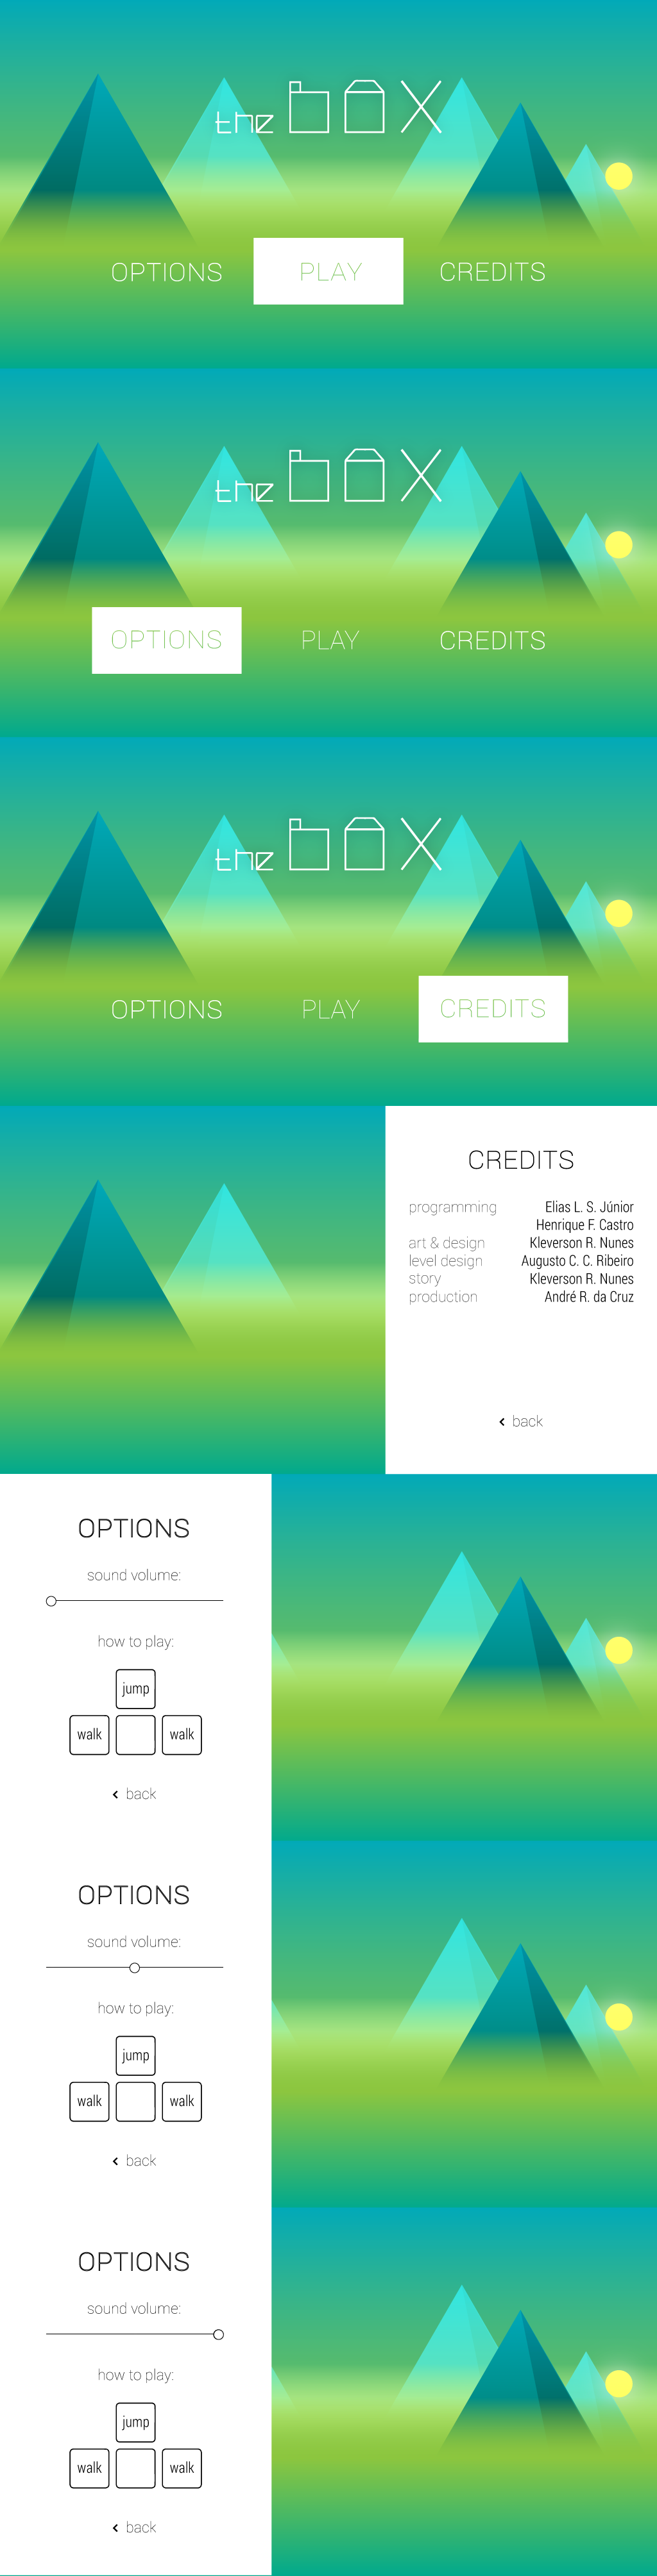 the box
OPTIONS PLAY CREDITS
the box
OPTIONS PLAY CREDITS
the box
OPTIONS PLAY CREDITS
CREDITS
programming Elias L. S. Júnior
Henrique F. Castro
art & design Kleverson R. Nunes
level design Augusto C. C. Ribeiro
story Kleverson R. Nunes
production André R. da Cruz
‹ back
OPTIONS
sound volume:
how to play:
jump
walk walk
‹ back
OPTIONS
sound volume:
how to play:
jump
walk walk
‹ back
OPTIONS
sound volume:
how to play:
jump
walk walk
‹ back